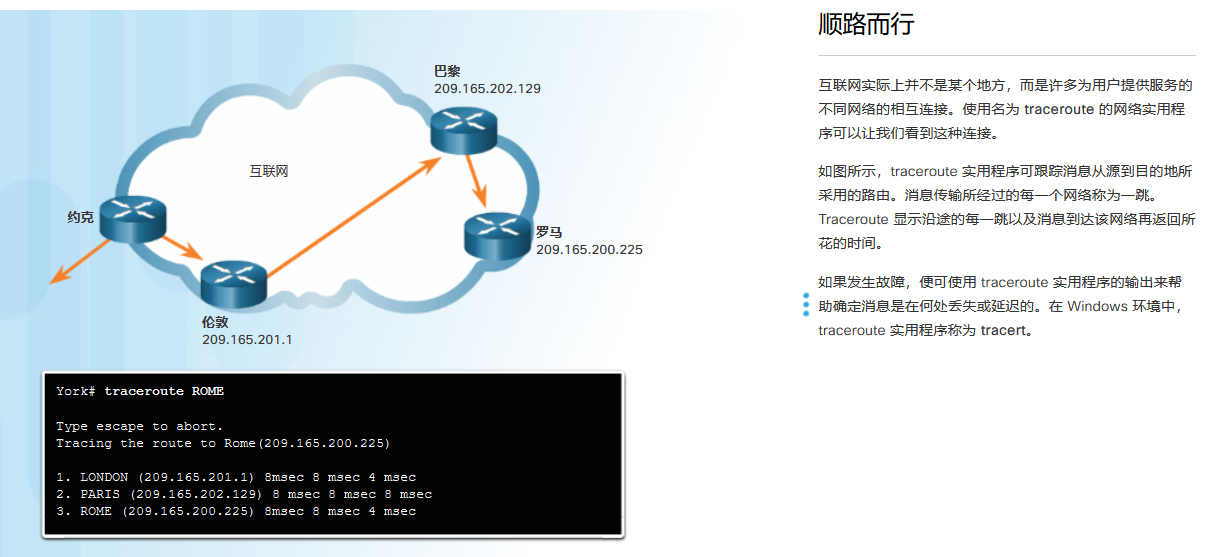 巴黎
209.165.202.129
互联网
约克
罗马
209.165.200.225
伦敦
209.165.201.1
York# traceroute ROME
Type escape to abort.
Tracing the route to Rome(209.165.200.225)
1. LONDON (209.165.201.1) 8msec 8 msec 4 msec
2. PARIS (209.165.202.129) 8 msec 8 msec 8 msec
3. ROME (209.165.200.225) 8msec 8 msec 4 msec
顺路而行
互联网实际上并不是某个地方，而是许多为用户提供服务的
不同网络的相互连接。使用名为 traceroute 的网络实用程
序可以让我们看到这种连接。
如图所示，traceroute 实用程序可跟踪消息从源到目的地所
采用的路由。消息传输所经过的每一个网络称为一跳。
Traceroute 显示沿途的每一跳以及消息到达该网络再返回所
花的时间。
如果发生故障，便可使用 traceroute 实用程序的输出来帮
助确定消息是在何处丢失或延迟的。在 Windows 环境中，
traceroute 实用程序称为 tracert。